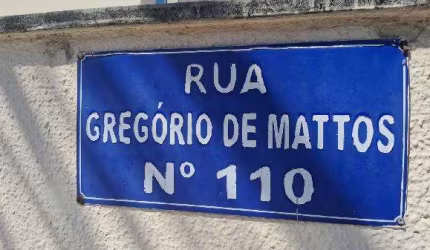 RUA
GREGÓRIO DE MATTOS
Nº 110